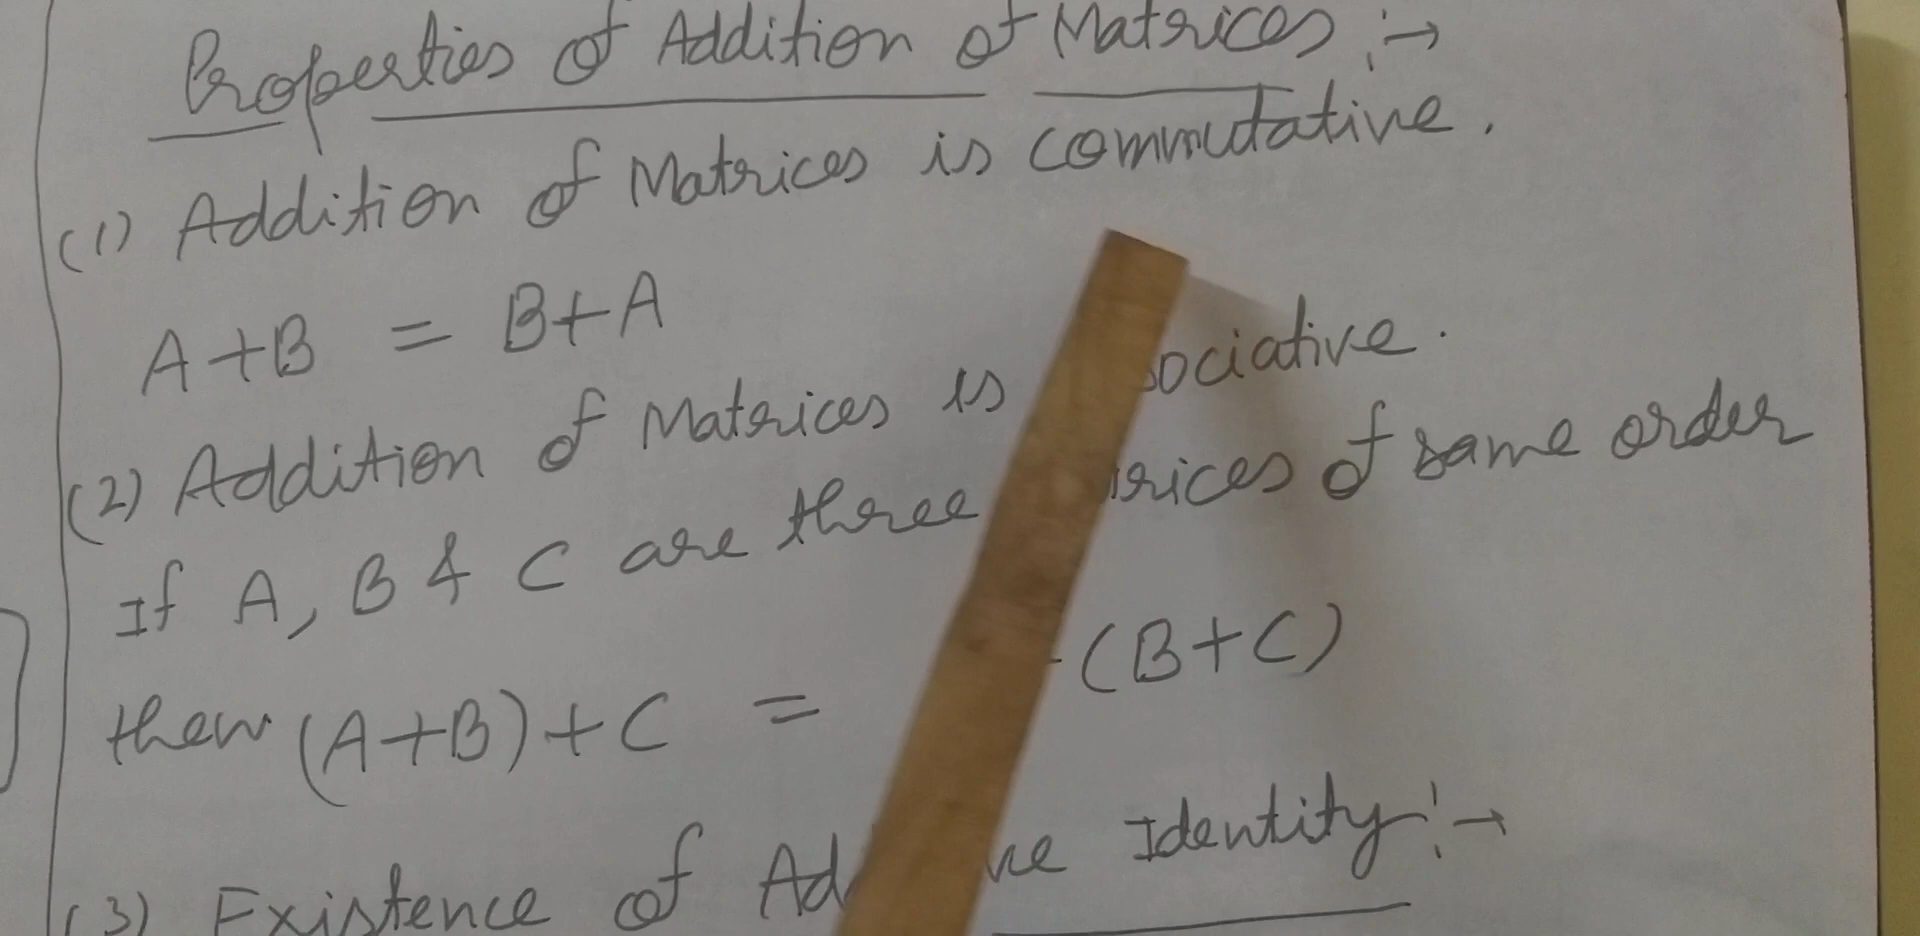 Properties of Addition of Matrices :→
(1) Addition of Matrices is commutative.
A+B = B+A
(2) Addition of Matrices is ociative.
If A, B & C are three rices of same order
then (A+B)+C = (B+C)
(3) Existence of Ad ve Identity :→